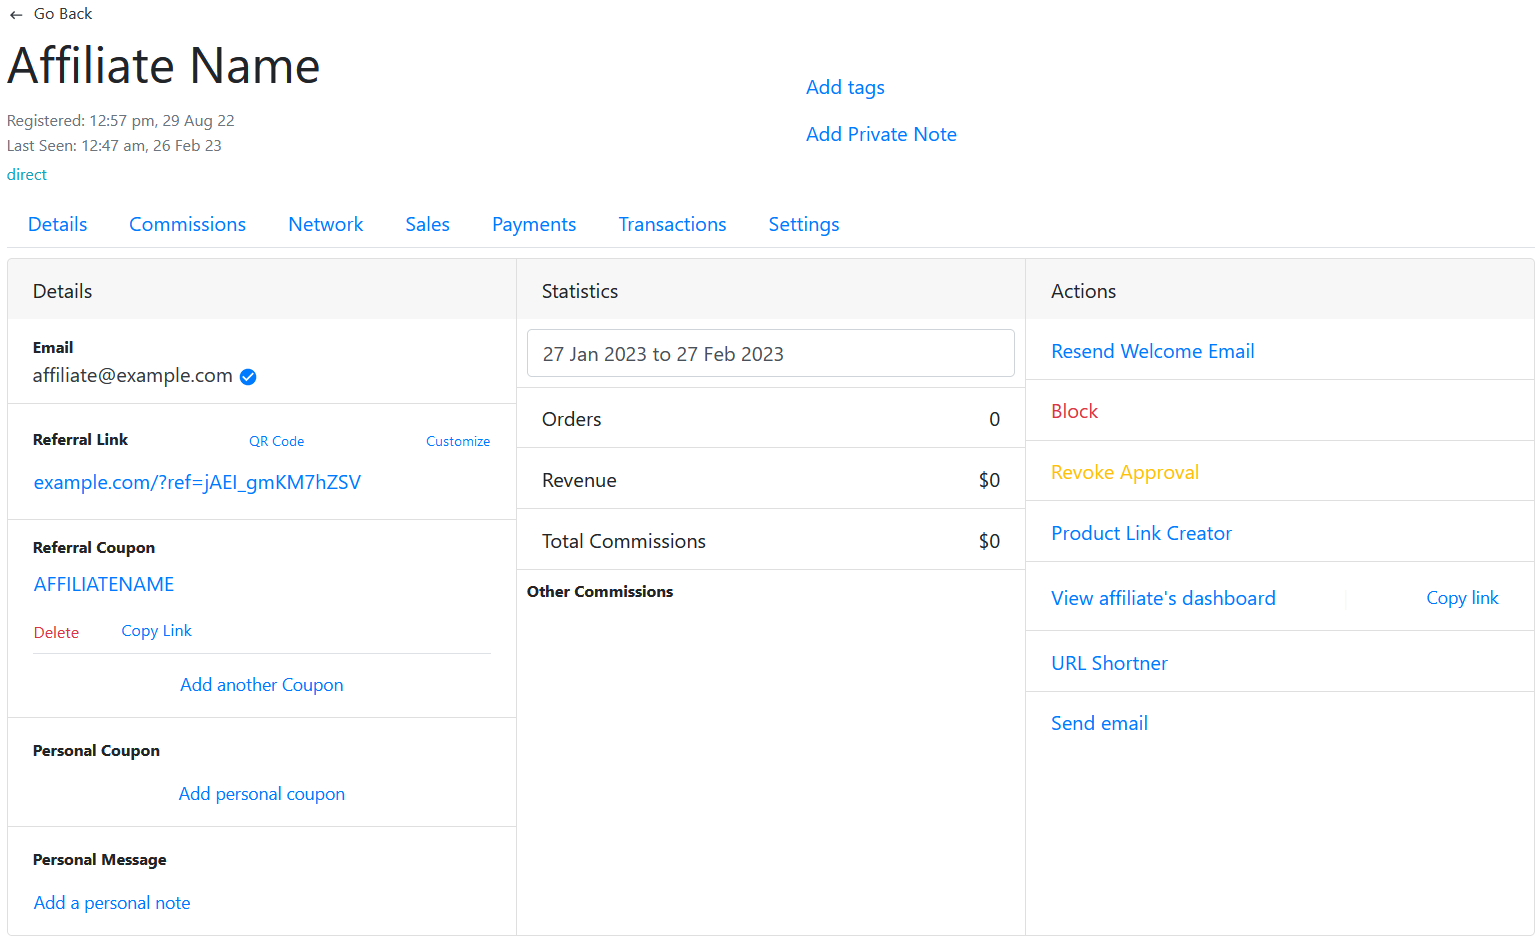 ← Go Back
Affiliate Name
Registered: 12:57 pm, 29 Aug 22
Last Seen: 12:47 am, 26 Feb 23
direct
Add tags
Add Private Note
Details Commissions Network Sales Payments Transactions Settings
Details
Email
affiliate@example.com
Referral Link QR Code Customize
example.com/?ref=jAEI_gmKM7hZSV
Referral Coupon
AFFILIATENAME
Delete Copy Link
Add another Coupon
Personal Coupon
Add personal coupon
Personal Message
Add a personal note
Statistics
27 Jan 2023 to 27 Feb 2023
Orders 0
Revenue $0
Total Commissions $0
Other Commissions
Actions
Resend Welcome Email
Block
Revoke Approval
Product Link Creator
View affiliate's dashboard Copy link
URL Shortner
Send email